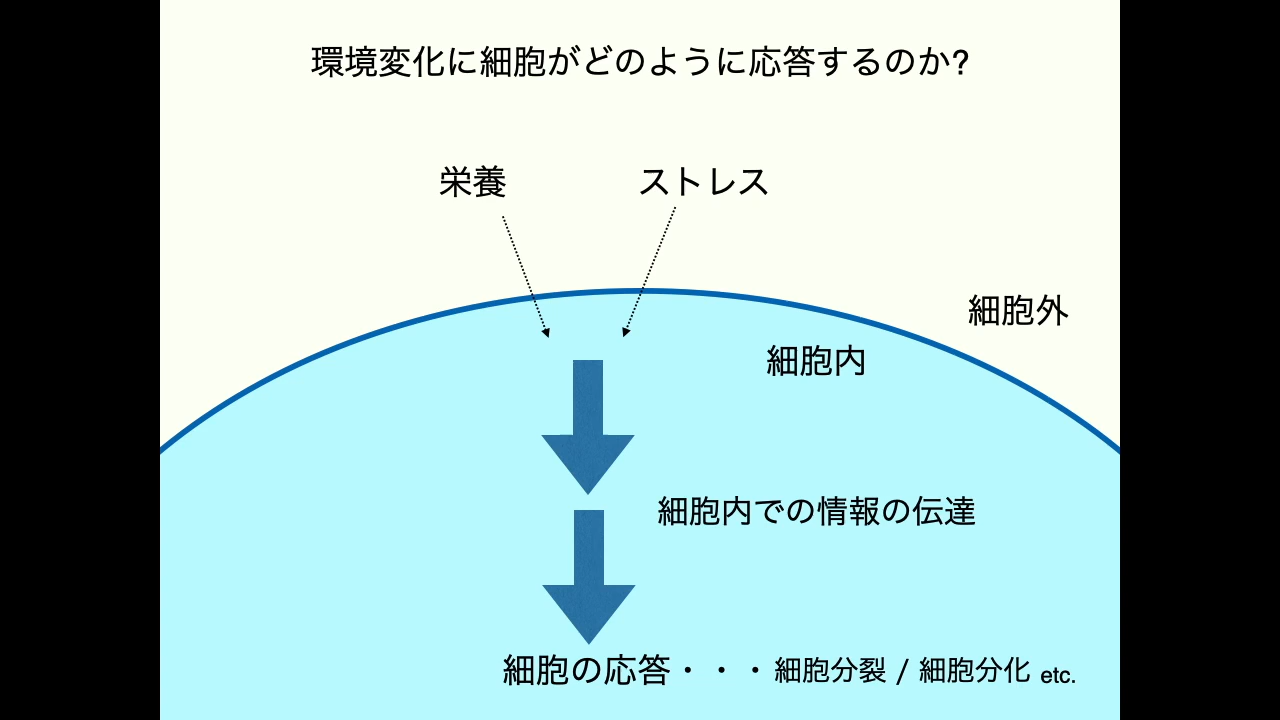 環境変化に細胞がどのように応答するのか?
栄養
ストレス
細胞外
細胞内
細胞内での情報の伝達
細胞の応答・・・細胞分裂 / 細胞分化 etc.